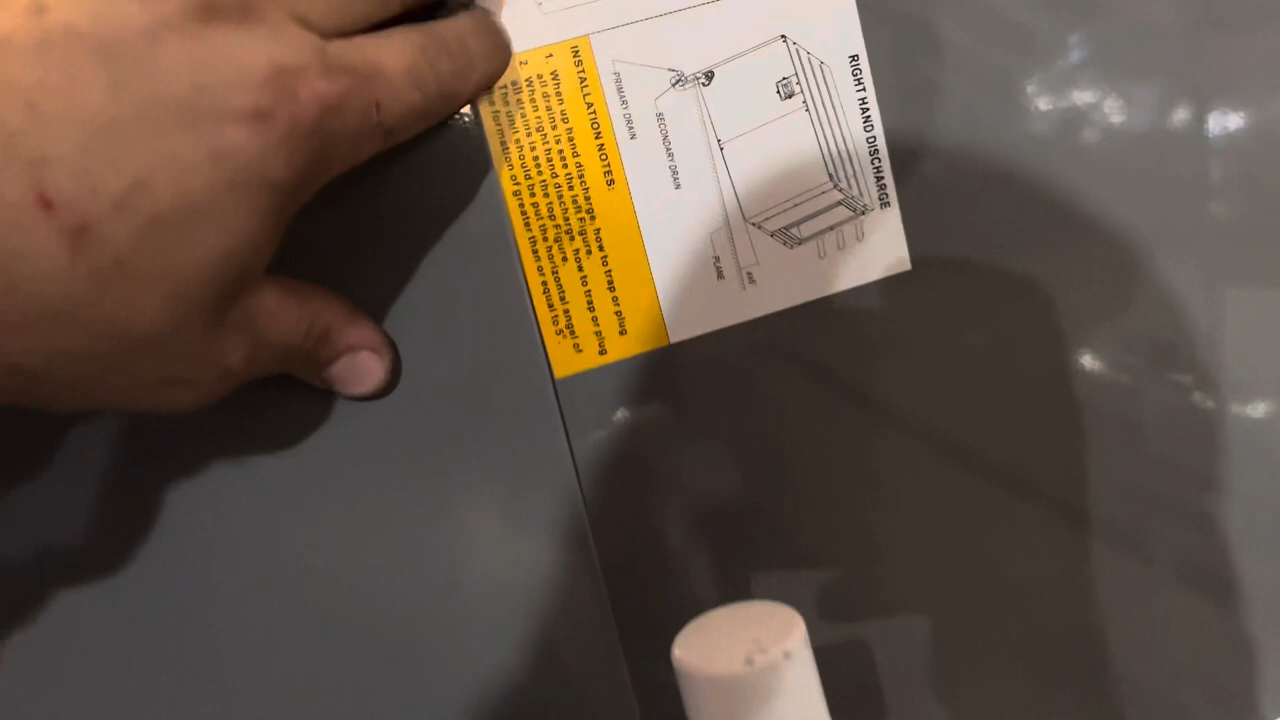 RIGHT HAND DISCHARGE
PRIMARY DRAIN
SECONDARY DRAIN
PLANE
INSTALLATION NOTES:
1. When up hand discharge, how to trap or plug
all drains is see the left Figure.
2 When right hand discharge, how to trap or plug
all drains is see the top Figure.
The unit should be put the horizontal angel of
formation of greater than or equal to 5°.